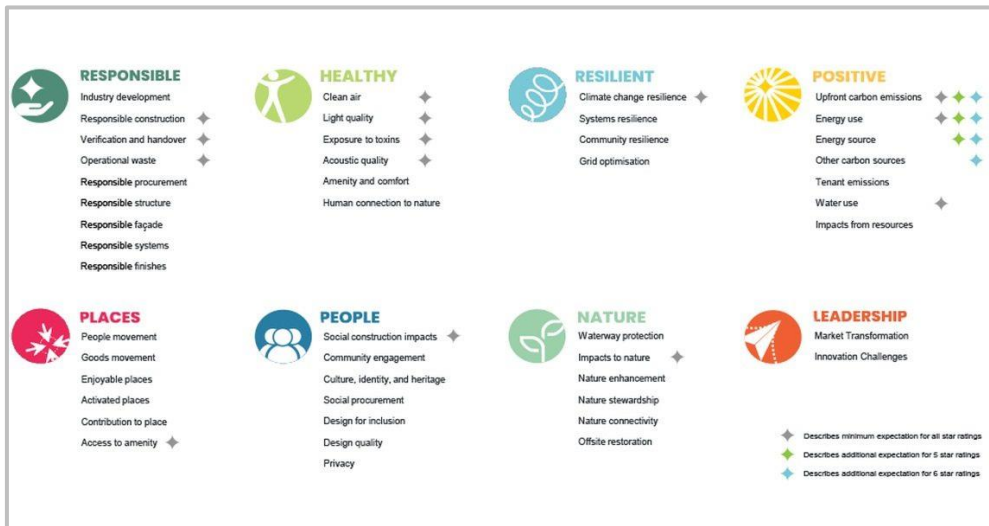 RESPONSIBLE
Industry development
Responsible construction
Verification and handover
Operational waste
Responsible procurement
Responsible structure
Responsible façade
Responsible systems
Responsible finishes
HEALTHY
Clean air
Light quality
Exposure to toxins
Acoustic quality
Amenity and comfort
Human connection to nature
RESILIENT
Climate change resilience
Systems resilience
Community resilience
Grid optimisation
POSITIVE
Upfront carbon emissions
Energy use
Energy source
Other carbon sources
Tenant emissions
Water use
Impacts from resources
PLACES
People movement
Goods movement
Enjoyable places
Activated places
Contribution to place
Access to amenity
PEOPLE
Social construction impacts
Community engagement
Culture, identity, and heritage
Social procurement
Design for inclusion
Design quality
Privacy
NATURE
Waterway protection
Impacts to nature
Nature enhancement
Nature stewardship
Nature connectivity
Offsite restoration
LEADERSHIP
Market Transformation
Innovation Challenges
Describes minimum expectation for all star ratings
Describes additional expectation for 5 star ratings
Describes additional expectation for 6 star ratings